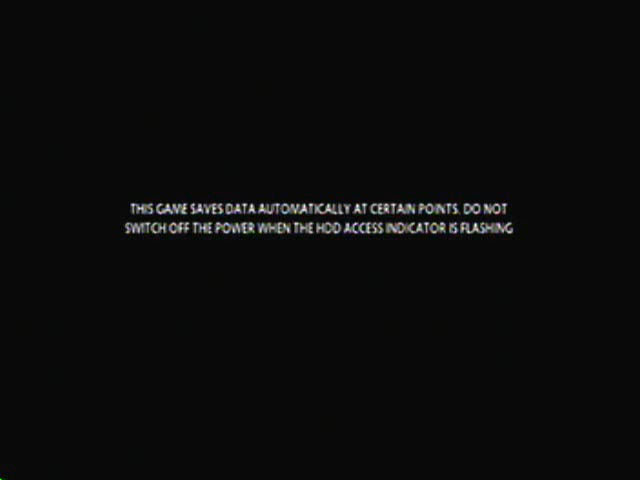 THIS GAME SAVES DATA AUTOMATICALLY AT CERTAIN POINTS. DO NOT
SWITCH OFF THE POWER WHEN THE HDD ACCESS INDICATOR IS FLASHING